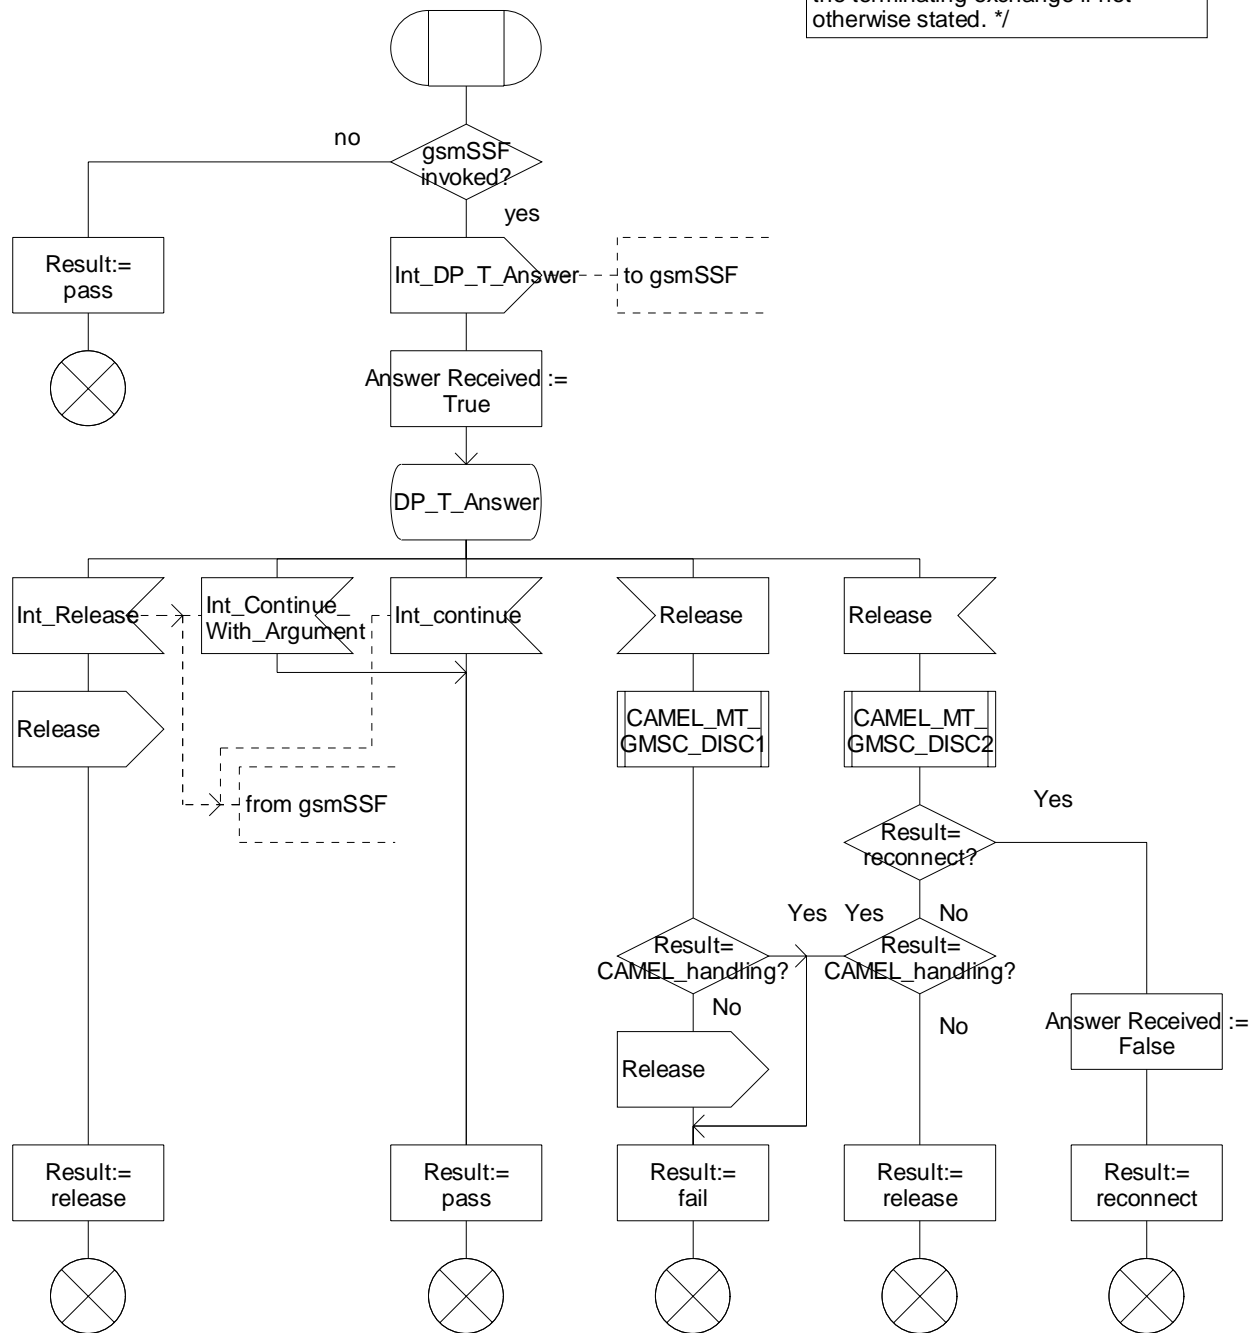 the terminating exchange if not
otherwise stated. */
no
gsmSSF
invoked?
yes
Result:=
pass
Int_DP_T_Answer
to gsmSSF
Answer Received :=
True
DP_T_Answer
Int_Release
Int_Continue_
With_Argument
Int_continue
Release
Release
Release
CAMEL_MT_
GMSC_DISC1
CAMEL_MT_
GMSC_DISC2
from gsmSSF
Yes
Result=
reconnect?
Yes
Yes
No
Result=
CAMEL_handling?
Result=
CAMEL_handling?
No
No
Answer Received :=
False
Release
Result:=
release
Result:=
pass
Result:=
fail
Result:=
release
Result:=
reconnect